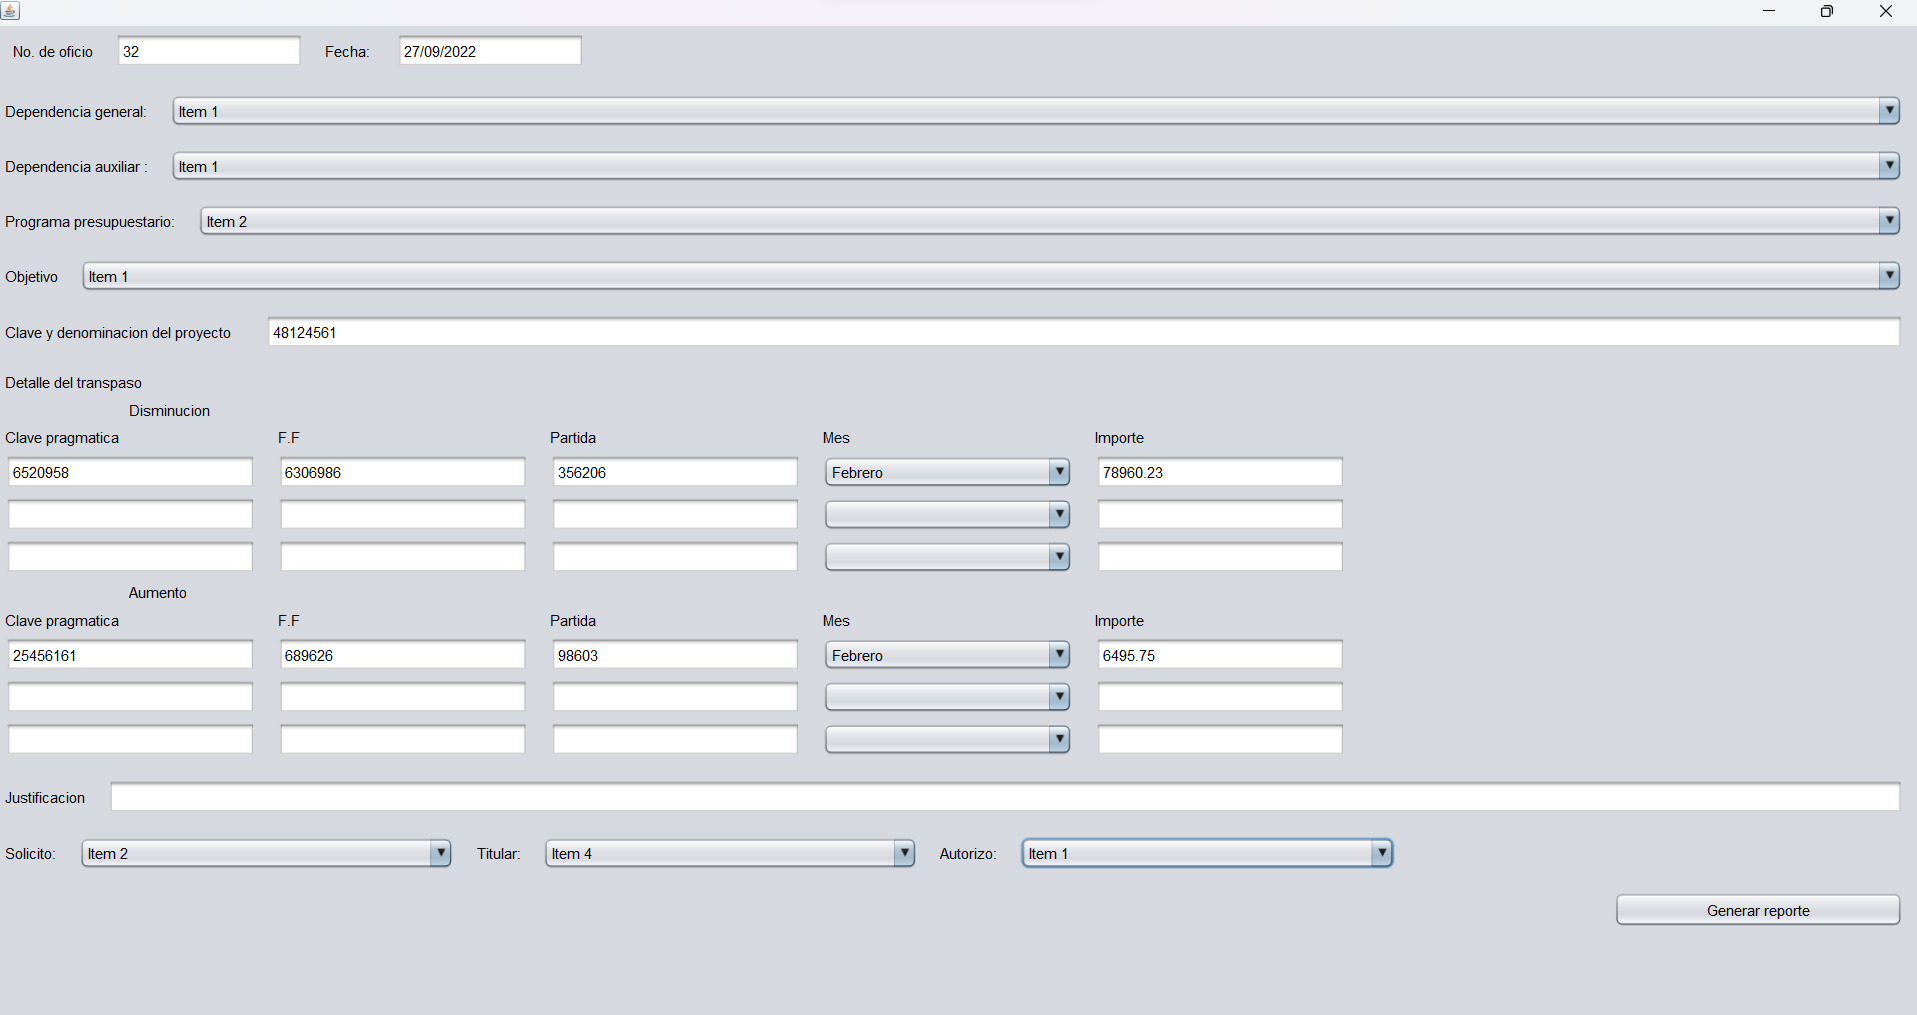 No. de oficio 32 Fecha: 27/09/2022
Dependencia general: Item 1
Dependencia auxiliar : Item 1
Programa presupuestario: Item 2
Objetivo Item 1
Clave y denominacion del proyecto 48124561
Detalle del transpaso
Disminucion
Clave pragmatica F.F Partida Mes Importe
6520958 6306986 356206 Febrero 78960.23
Aumento
Clave pragmatica F.F Partida Mes Importe
25456161 689626 98603 Febrero 6495.75
Justificacion
Solicito: Item 2 Titular: Item 4 Autorizo: Item 1
Generar reporte